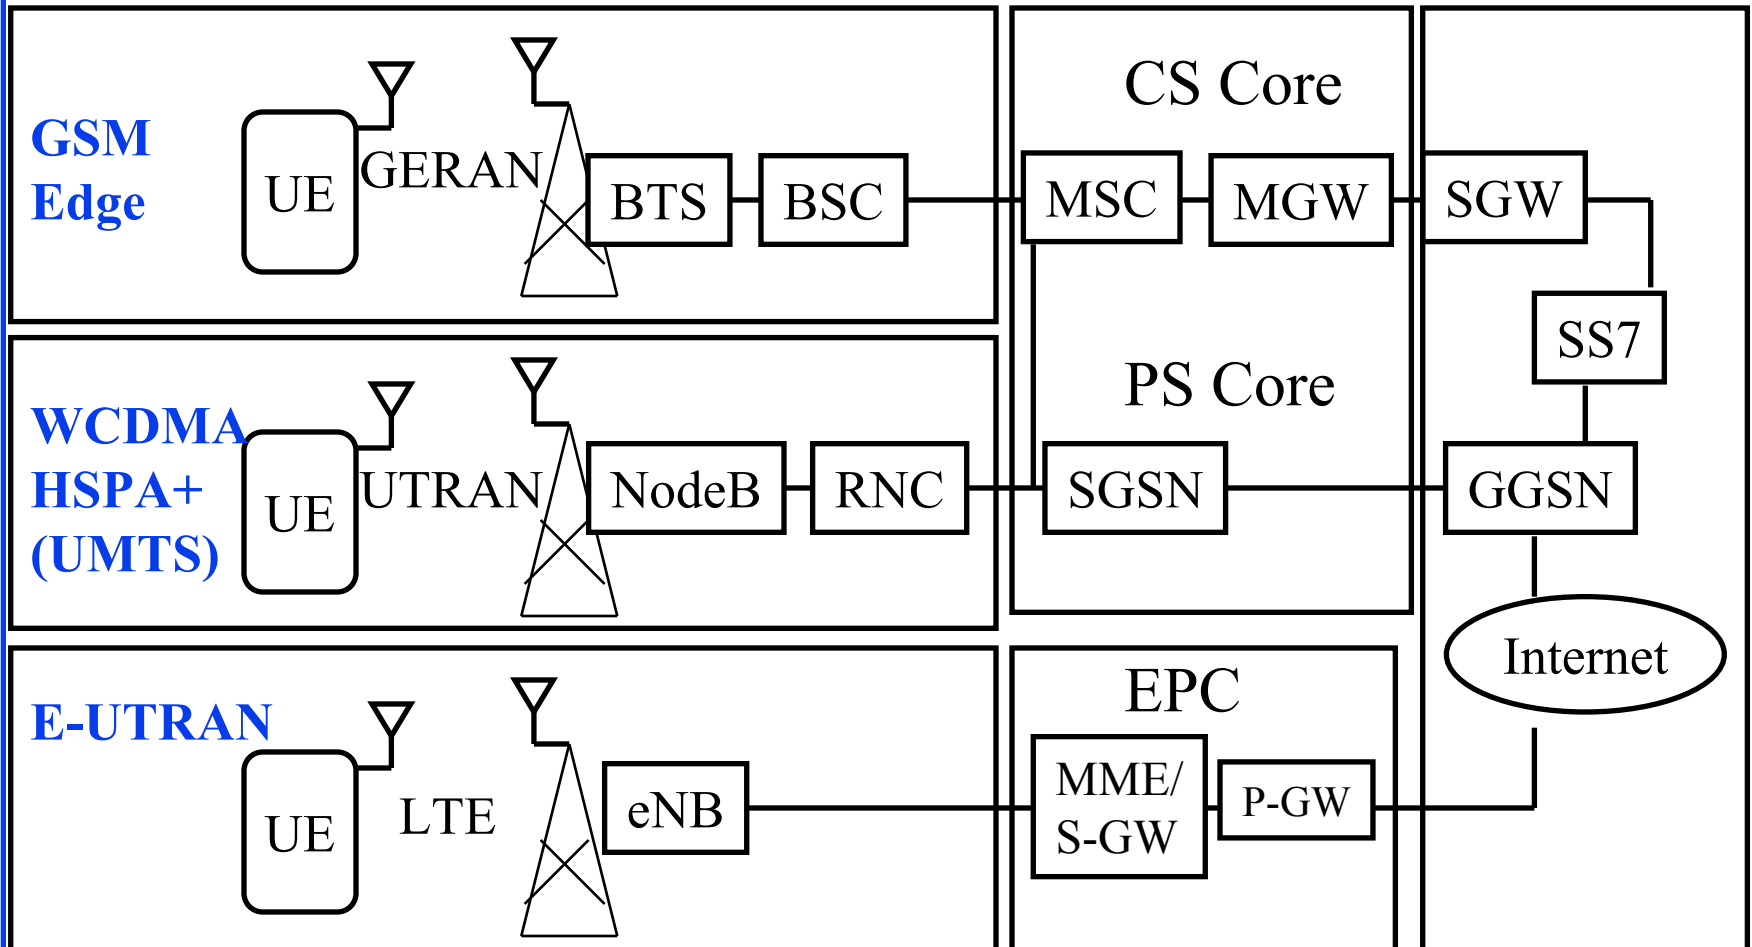 CS Core
GSM
Edge
UE
GERAN
BTS
BSC
MSC
MGW
SGW
SS7
PS Core
WCDMA
HSPA+
(UMTS)
UE
UTRAN
NodeB
RNC
SGSN
GGSN
Internet
EPC
E-UTRAN
UE
LTE
eNB
MME/
S-GW
P-GW